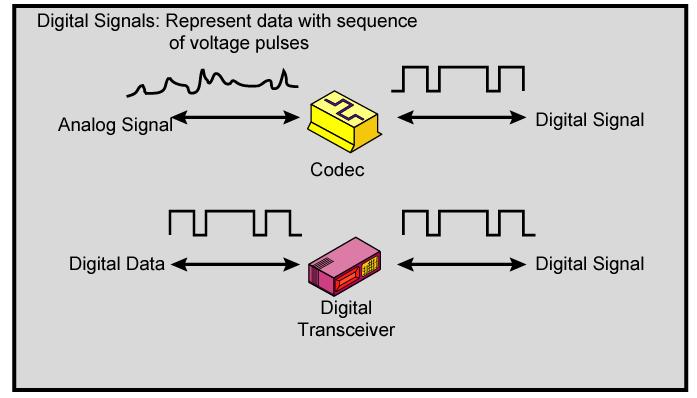 Digital Signals: Represent data with sequence
of voltage pulses
Analog Signal
Digital Signal
Codec
Digital Data
Digital Signal
Digital
Transceiver